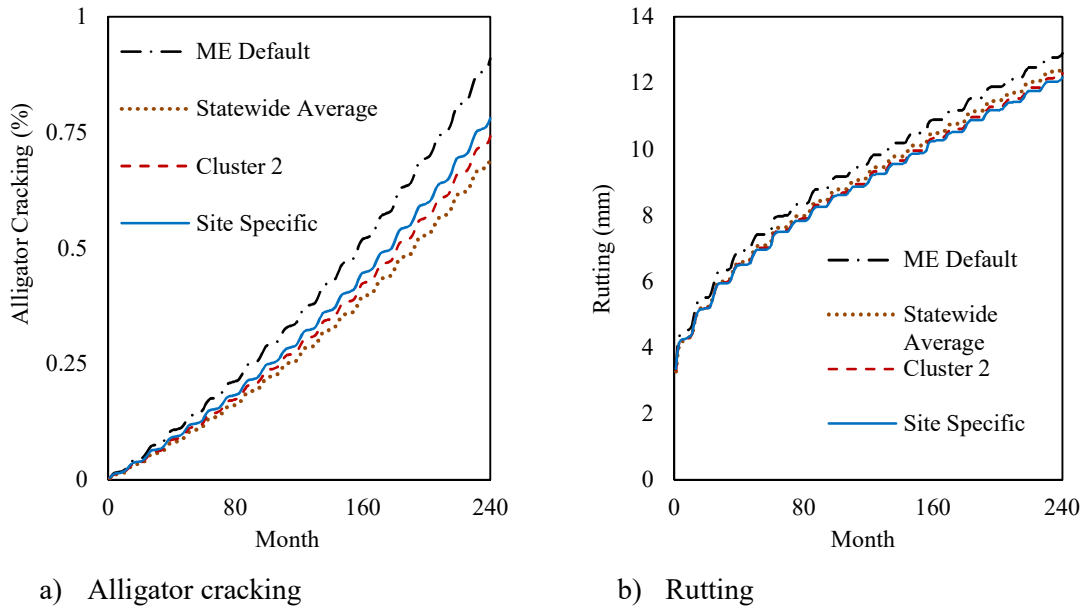 1
0.75
0.5
0.25
0
Alligator Cracking (%)
ME Default
Statewide Average
Cluster 2
Site Specific
0 80 160 240
Month
a) Alligator cracking
14
12
10
8
6
4
2
0
Rutting (mm)
ME Default
Statewide
Average
Cluster 2
Site Specific
0 80 160 240
Month
b) Rutting